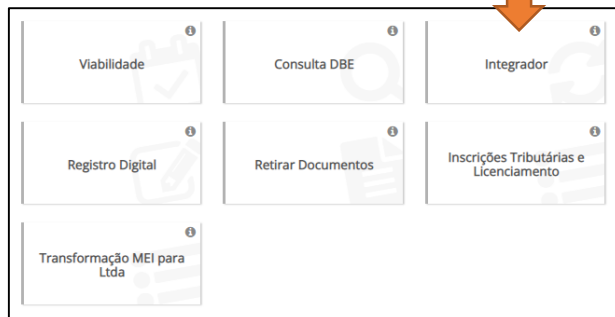 Viabilidade
Consulta DBE
Integrador
Registro Digital
Retirar Documentos
Inscrições Tributárias e
Licenciamento
Transformação MEI para
Ltda